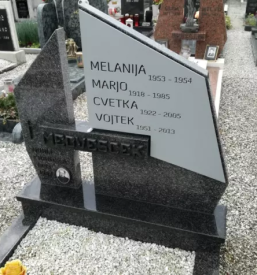 MELANIJA 1953 - 1954
MARJO 1918 - 1985
CVETKA 1922 - 2005
VOJTEK 1951 - 2013
MEDVEŠČEK